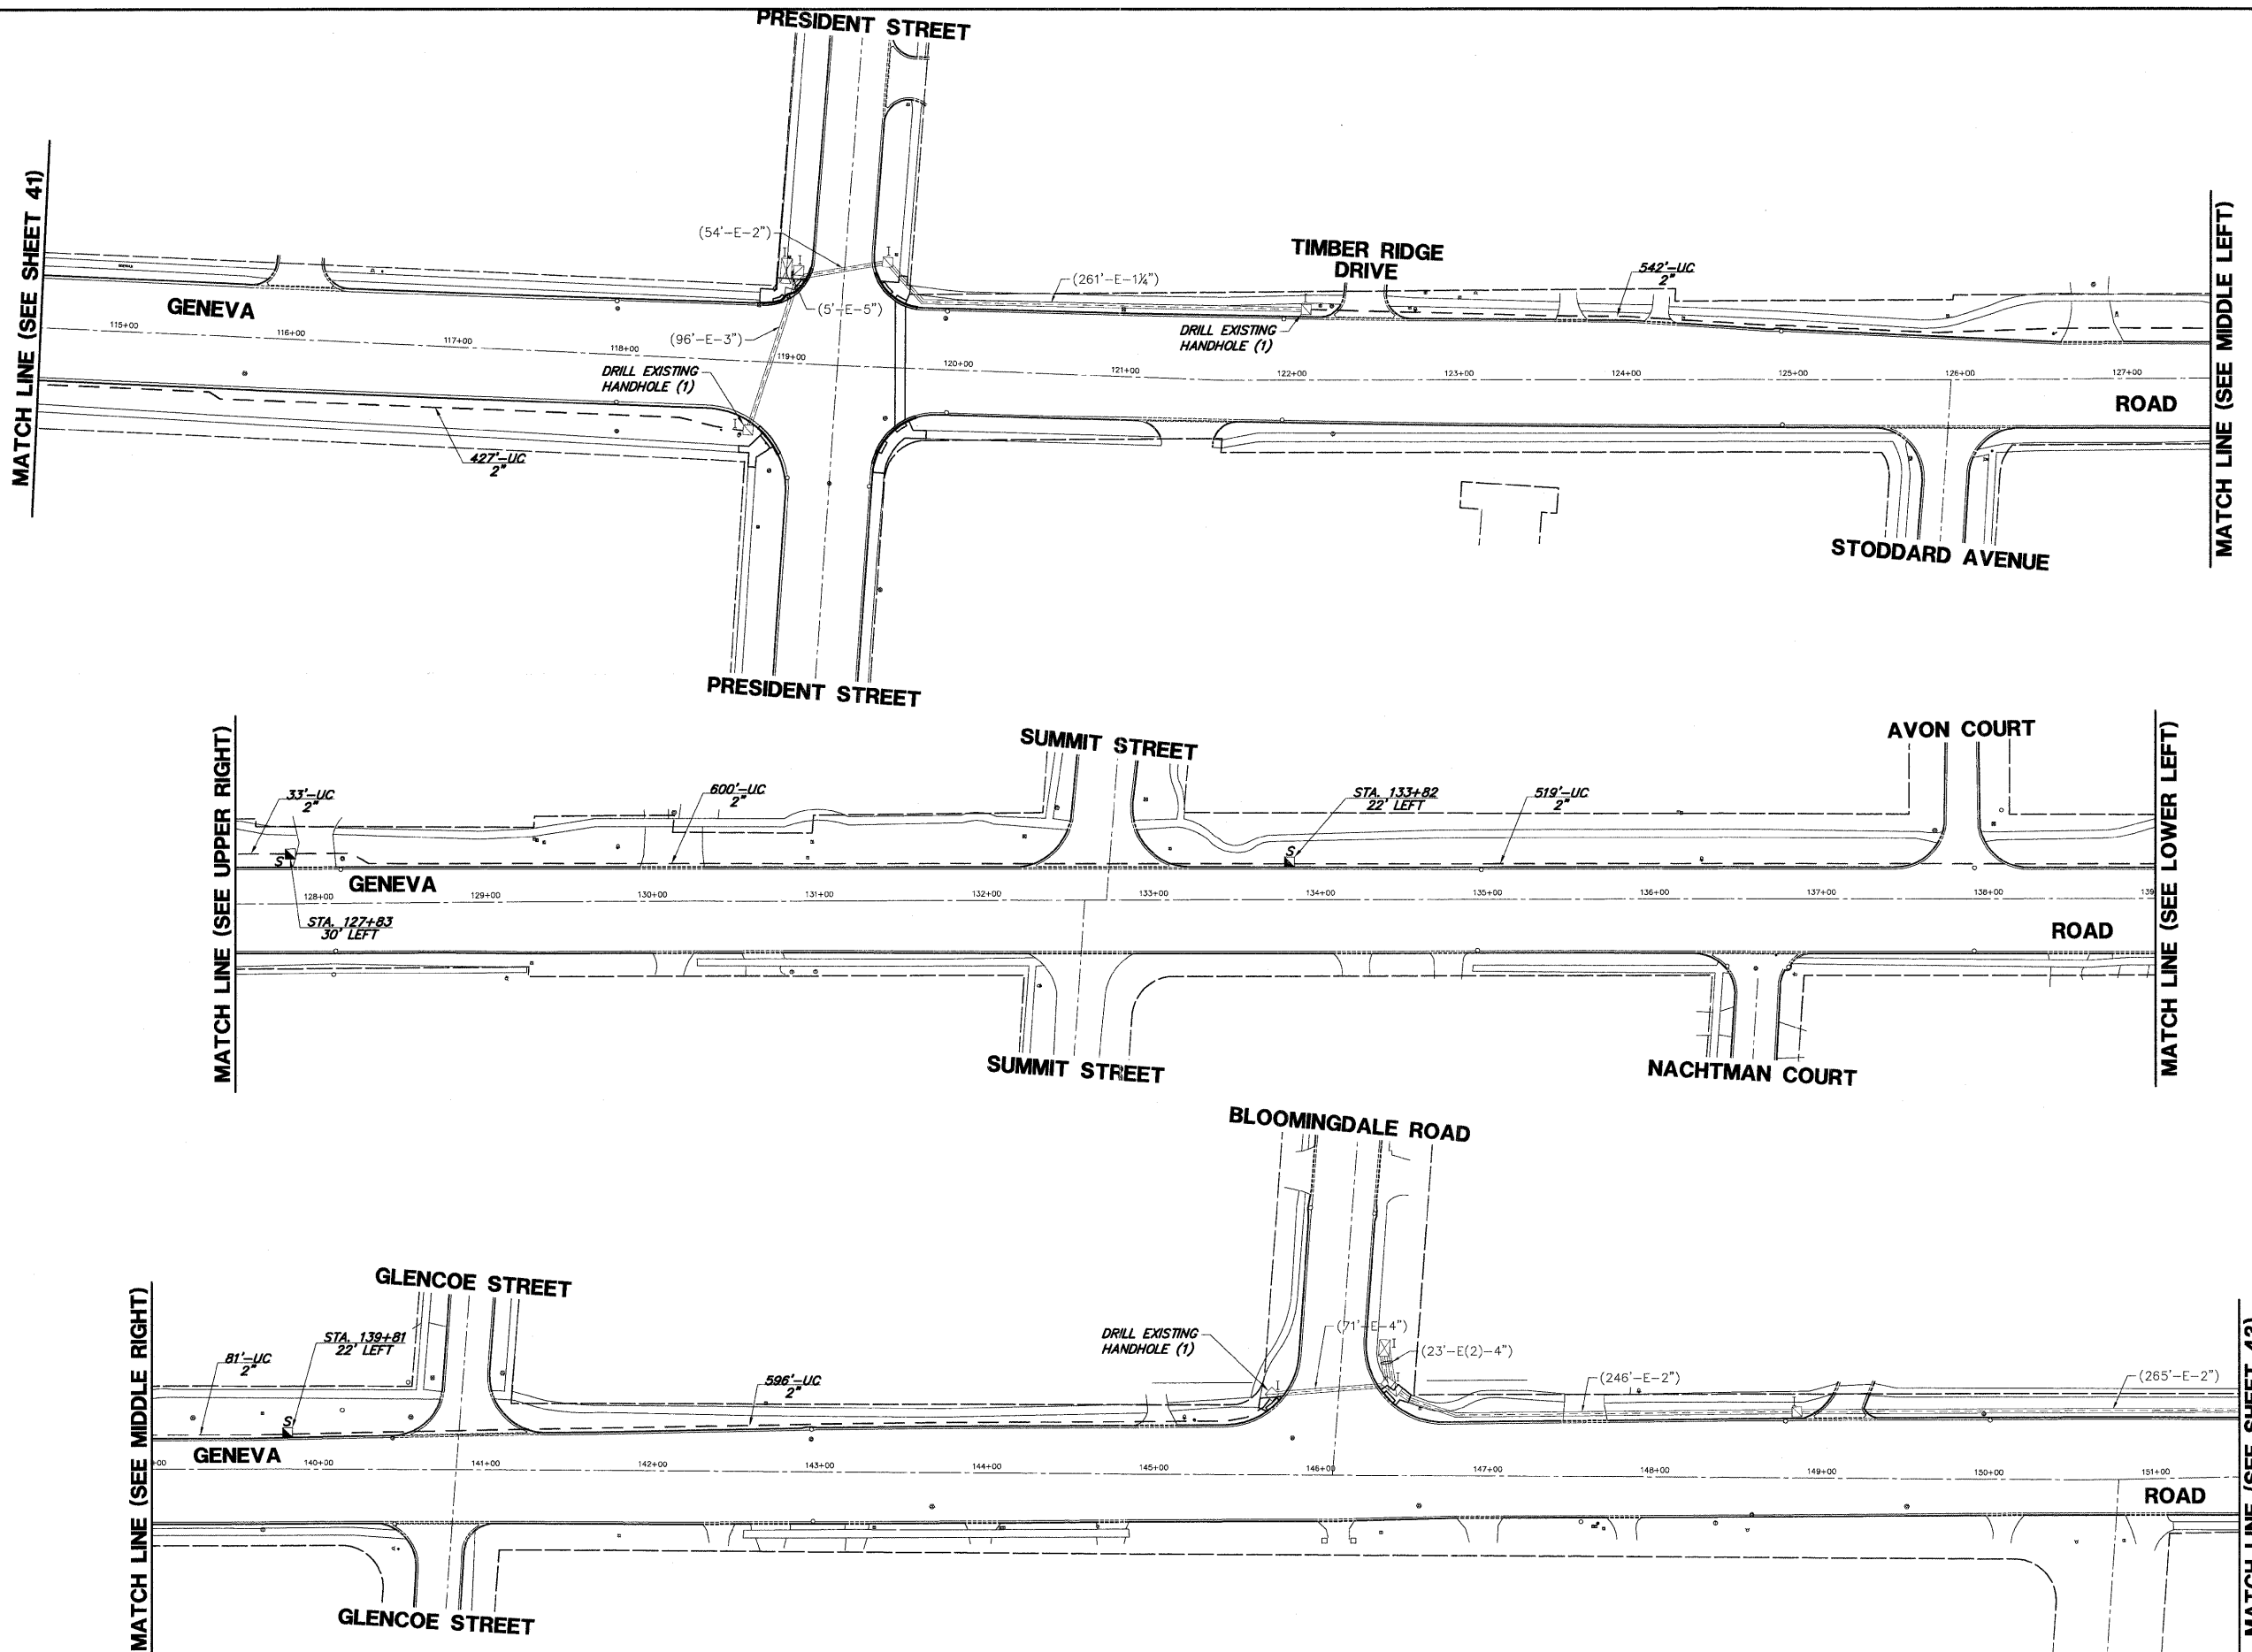 PRESIDENT STREET
MATCH LINE (SEE SHEET 41)
MATCH LINE (SEE MIDDLE LEFT)
(54'-E-2")
TIMBER RIDGE
DRIVE
542'-UC
2"
(261'-E-1¼")
GENEVA
(5'-E-5")
(96'-E-3")
DRILL EXISTING
HANDHOLE (1)
115+00
116+00
117+00
118+00
119+00
120+00
121+00
122+00
123+00
124+00
125+00
126+00
127+00
DRILL EXISTING
HANDHOLE (1)
ROAD
427'-UC
2"
STODDARD AVENUE
PRESIDENT STREET
MATCH LINE (SEE UPPER RIGHT)
MATCH LINE (SEE LOWER LEFT)
SUMMIT STREET
AVON COURT
33'-UC
2"
600'-UC
2"
STA. 133+82
22' LEFT
519'-UC
2"
S
S
GENEVA
128+00
129+00
130+00
131+00
132+00
133+00
134+00
135+00
136+00
137+00
138+00
139
STA. 127+83
30' LEFT
ROAD
SUMMIT STREET
NACHTMAN COURT
BLOOMINGDALE ROAD
MATCH LINE (SEE MIDDLE RIGHT)
MATCH LINE (SEE SHEET 43)
GLENCOE STREET
STA. 139+81
22' LEFT
81'-UC
2"
DRILL EXISTING
HANDHOLE (1)
(71'-E-4")
(23'-E(2)-4")
596'-UC
2"
(246'-E-2")
(265'-E-2")
S
GENEVA
+00
140+00
141+00
142+00
143+00
144+00
145+00
146+00
147+00
148+00
149+00
150+00
151+00
ROAD
GLENCOE STREET